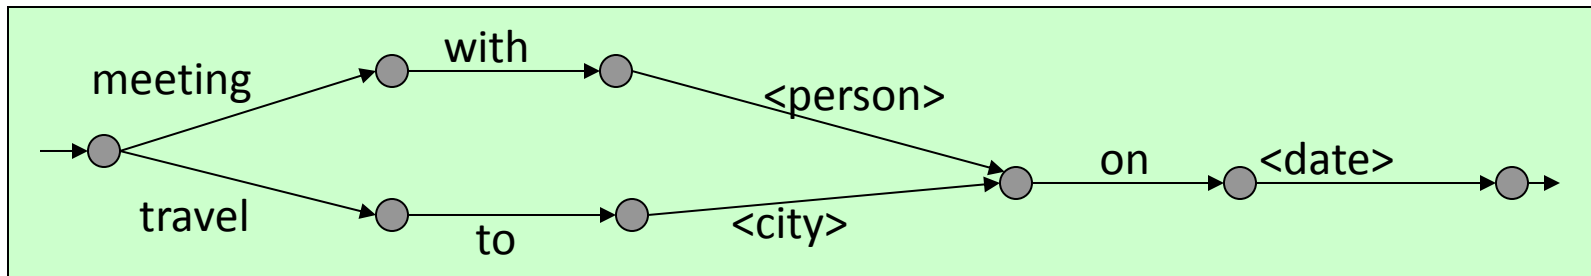 meeting
with
<person>
travel
to
<city>
on
<date>